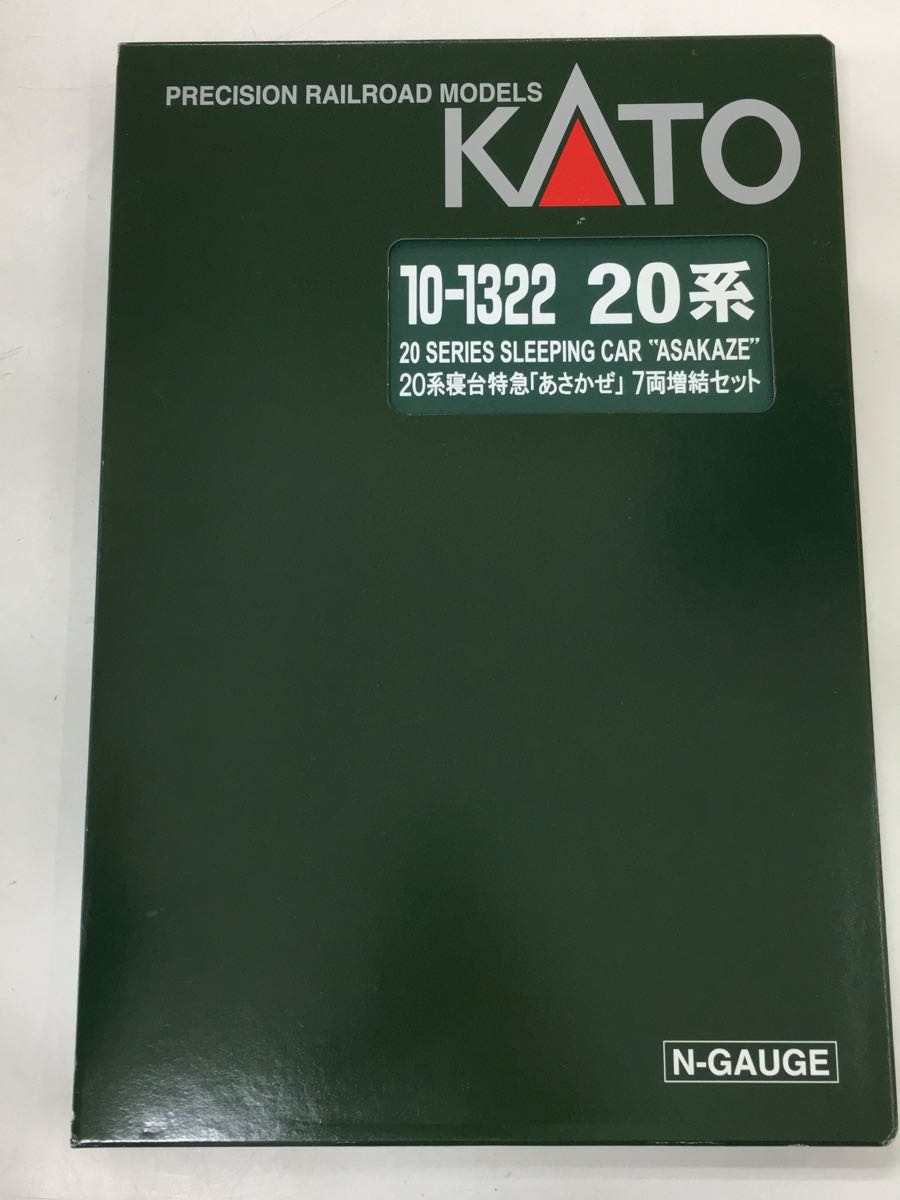 PRECISION RAILROAD MODELS
KATO
10-1322 20系
20 SERIES SLEEPING CAR "ASAKAZE"
20系寝台特急「あさかぜ」 7両増結セット
N-GAUGE